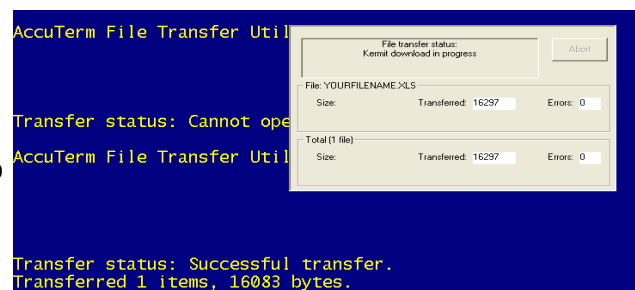 AccuTerm File Transfer Util
File transfer status:
Kermit download in progress
Abort
File: YOURFILENAME.XLS
Size: Transferred: 16297 Errors: 0
Transfer status: Cannot ope
Total (1 file)
AccuTerm File Transfer Util
Size: Transferred: 16297 Errors: 0
Transfer status: Successful transfer.
Transferred 1 items, 16083 bytes.